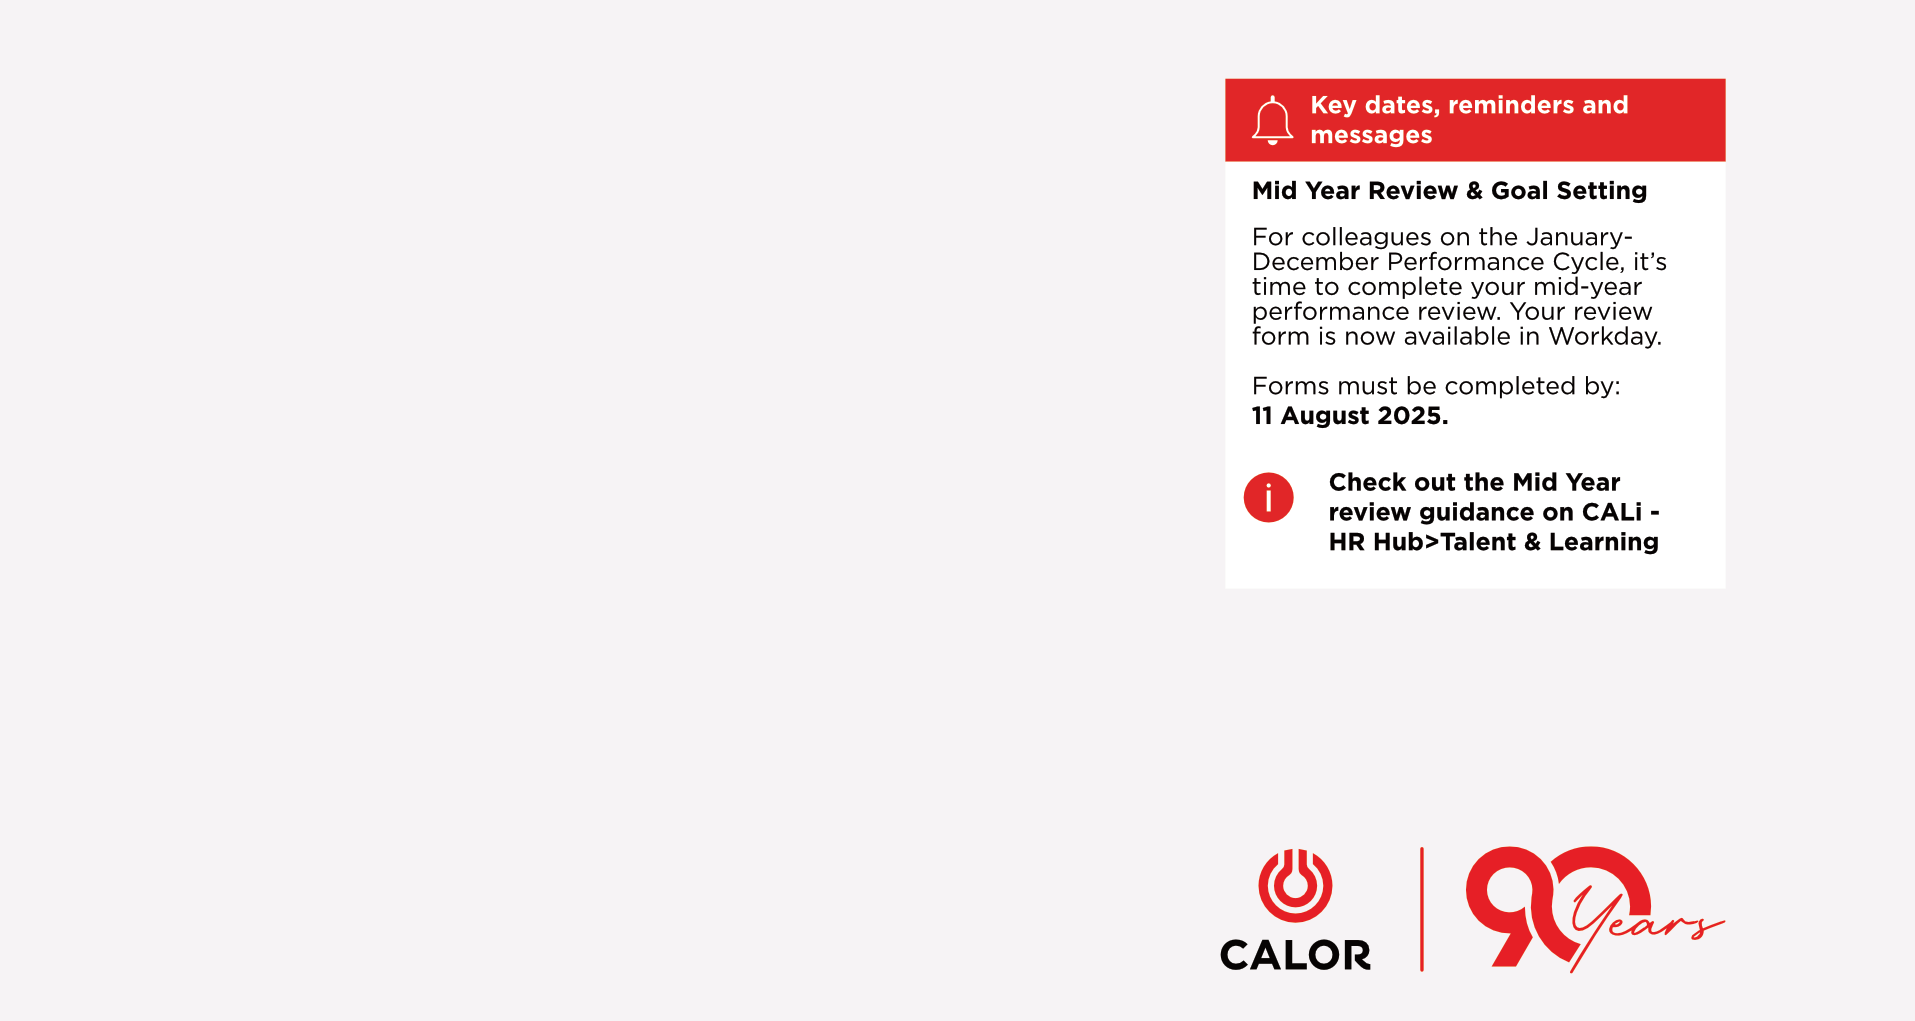 Key dates, reminders and
messages
Mid Year Review & Goal Setting
For colleagues on the January-
December Performance Cycle, it’s
time to complete your mid-year
performance review. Your review
form is now available in Workday.
Forms must be completed by:
11 August 2025.
i
Check out the Mid Year
review guidance on CALi -
HR Hub>Talent & Learning
CALOR
90 Years